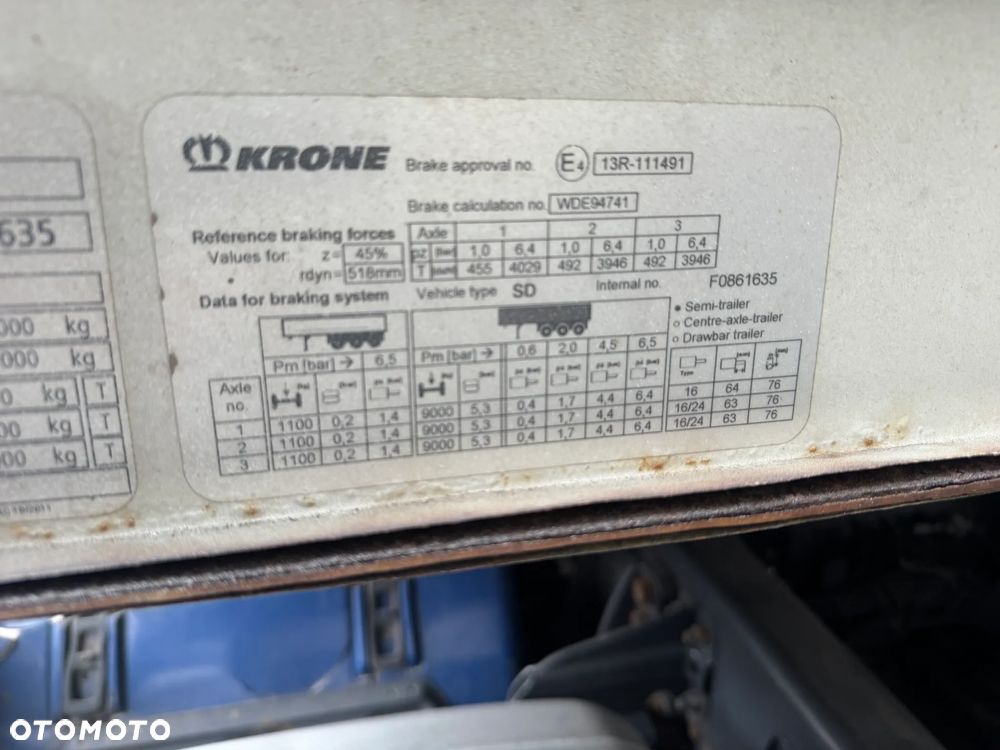 KRONE Brake approval no. E4 13R-111491
Brake calculation no. WDE94741
Reference braking forces Axle 1 2 3
Values for: z= 45% pz [bar] 1,0 6,4 1,0 6,4 1,0 6,4
rdyn= 518mm T 455 4029 492 3946 492 3946
Data for braking system Vehicle type SD Internal no. F0861635
• Semi-trailer
o Centre-axle-trailer
o Drawbar trailer
Pm [bar] → 6,5 Pm [bar] → 0,6 2,0 4,5 6,5
Axle no. Type
1 1100 0,2 1,4 9000 5,3 0,4 1,7 4,4 6,4 16 64 76
2 1100 0,2 1,4 9000 5,3 0,4 1,7 4,4 6,4 16/24 63 76
3 1100 0,2 1,4 9000 5,3 0,4 1,7 4,4 6,4 16/24 63 76
635
000 kg
000 kg
0 kg T
00 kg T
000 kg T
OTOMOTO